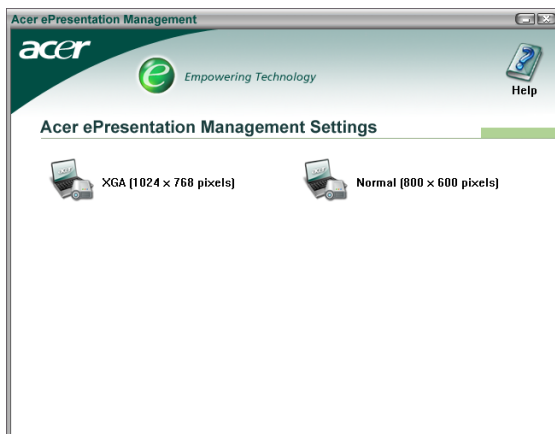 Acer ePresentation Management
acer
e Empowering Technology
Help
Acer ePresentation Management Settings
XGA (1024 x 768 pixels)
Normal (800 x 600 pixels)